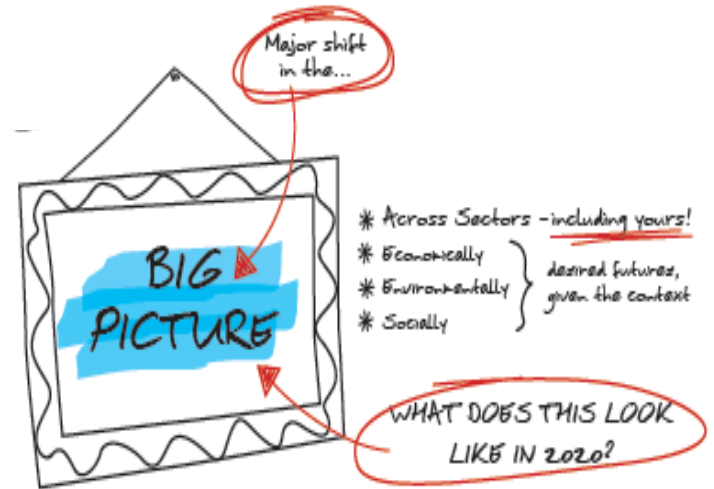 Major shift
in the...
BIG
PICTURE
* Across Sectors - including yours!
* Economically
* Environmentally
* Socially
desired futures,
given the context
WHAT DOES THIS LOOK
LIKE IN 2020?